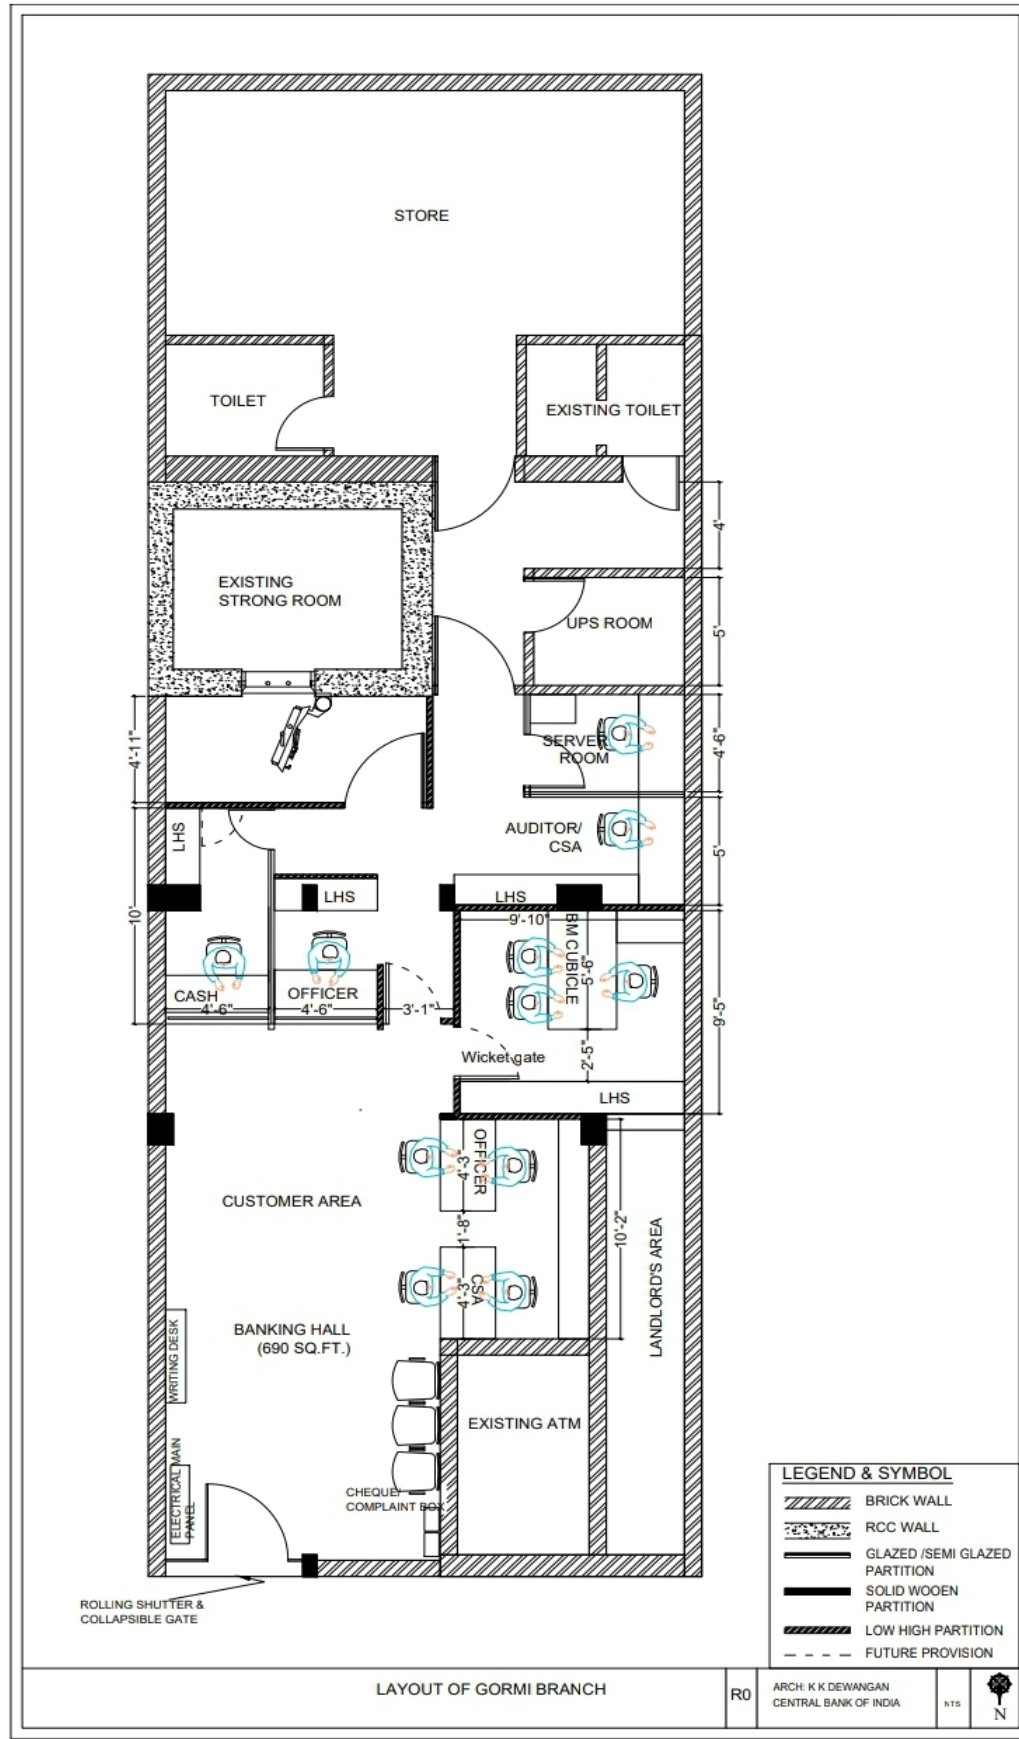 STORE
TOILET
EXISTING TOILET
EXISTING
STRONG ROOM
4'
UPS ROOM
5'
4'-11"
SERVER
ROOM
4'-6"
LHS
AUDITOR/
CSA
5'
10'
LHS
LHS
9'-10"
BM CUBICLE
5'-6"
9'-5"
CASH
4'-6"
OFFICER
4'-6"
3'-1"
Wicket gate
2'-5"
LHS
OFFICER
4'-3"
CUSTOMER AREA
1'-8"
10'-2"
LANDLORD'S AREA
CSA
4'-3"
WRITING DESK
BANKING HALL
(690 SQ.FT.)
EXISTING ATM
ELECTRICAL MAIN
PANEL
CHEQUE/
COMPLAINT BOX
ROLLING SHUTTER &
COLLAPSIBLE GATE
LEGEND & SYMBOL
BRICK WALL
RCC WALL
GLAZED /SEMI GLAZED
PARTITION
SOLID WOOEN
PARTITION
LOW HIGH PARTITION
FUTURE PROVISION
LAYOUT OF GORMI BRANCH
R0
ARCH: K K DEWANGAN
CENTRAL BANK OF INDIA
NTS
N